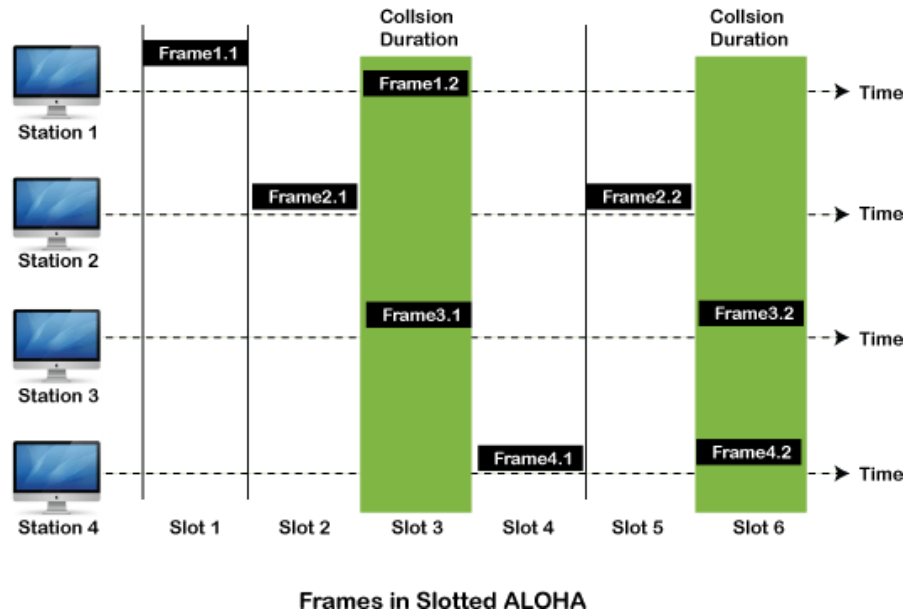 Collsion
Duration
Collsion
Duration
Frame1.1
Frame1.2
Time
Station 1
Frame2.1
Frame2.2
Time
Station 2
Frame3.1
Frame3.2
Time
Station 3
Frame4.1
Frame4.2
Time
Station 4
Slot 1
Slot 2
Slot 3
Slot 4
Slot 5
Slot 6
Frames in Slotted ALOHA